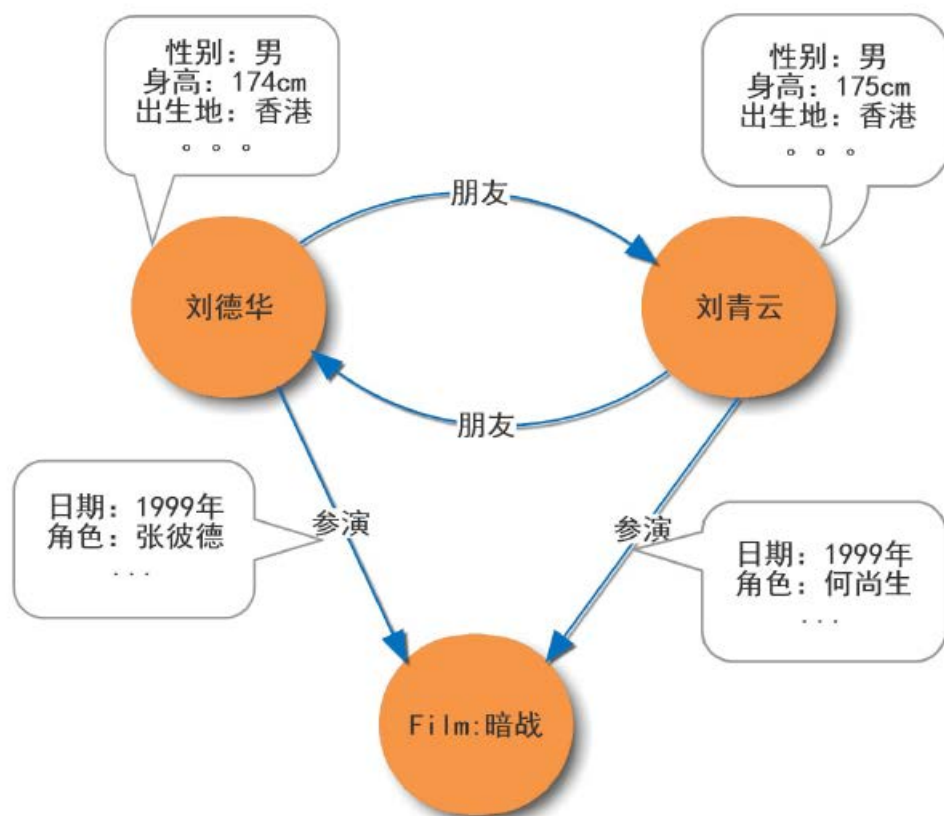 性别：男
身高：174cm
出生地：香港
。。。
性别：男
身高：175cm
出生地：香港
。。。
朋友
刘德华
刘青云
朋友
日期：1999年
角色：张彼德
...
参演
参演
日期：1999年
角色：何尚生
...
Film:暗战